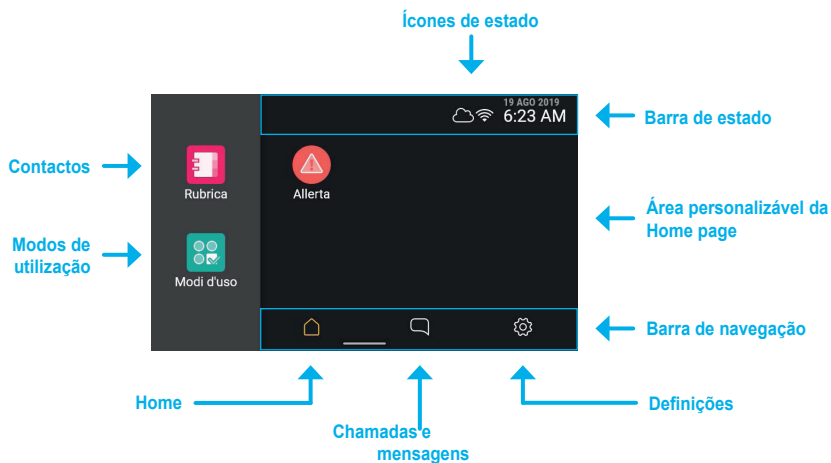 Ícones de estado
19 AGO 2019
6:23 AM
Barra de estado
Contactos
Rubrica
Allerta
Área personalizável da
Home page
Modos de
utilização
Modi d'uso
Barra de navegação
Home
Definições
Chamadas e
mensagens